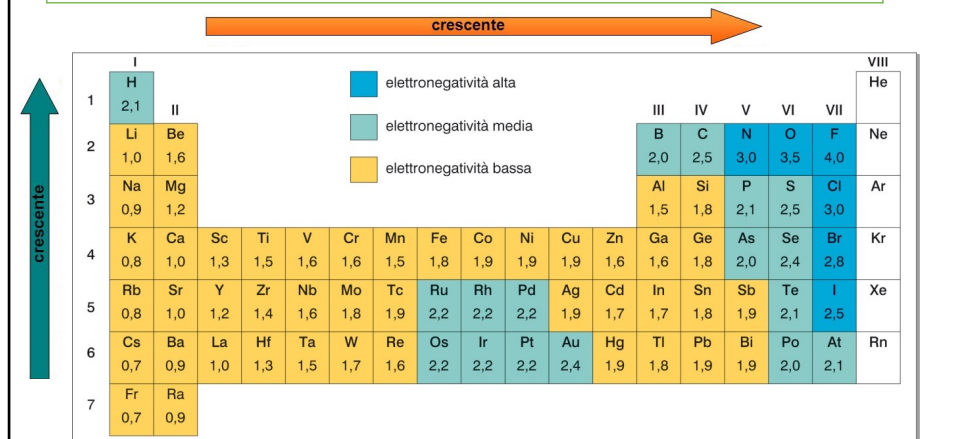 crescente
crescente
I VIII
H He
1
2,1
II III IV V VI VII
elettronegatività alta
elettronegatività media
elettronegatività bassa
Li Be B C N O F Ne
2
1,0 1,6 2,0 2,5 3,0 3,5 4,0
Na Mg Al Si P S Cl Ar
3
0,9 1,2 1,5 1,8 2,1 2,5 3,0
K Ca Sc Ti V Cr Mn Fe Co Ni Cu Zn Ga Ge As Se Br Kr
4
0,8 1,0 1,3 1,5 1,6 1,6 1,5 1,8 1,9 1,9 1,9 1,6 1,6 1,8 2,0 2,4 2,8
Rb Sr Y Zr Nb Mo Tc Ru Rh Pd Ag Cd In Sn Sb Te I Xe
5
0,8 1,0 1,2 1,4 1,6 1,8 1,9 2,2 2,2 2,2 1,9 1,7 1,7 1,8 1,9 2,1 2,5
Cs Ba La Hf Ta W Re Os Ir Pt Au Hg Tl Pb Bi Po At Rn
6
0,7 0,9 1,0 1,3 1,5 1,7 1,6 2,2 2,2 2,2 2,4 1,9 1,8 1,9 1,9 2,0 2,1
Fr Ra
7
0,7 0,9